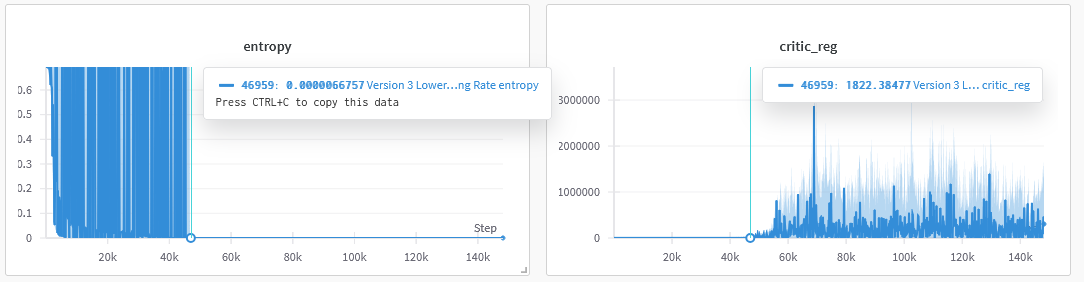 entropy
46959: 0.0000066757 Version 3 Lower...ng Rate entropy
Press CTRL+C to copy this data
0.6
0.5
0.4
0.3
0.2
0.1
0
Step
20k
40k
60k
80k
100k
120k
140k
critic_reg
46959: 1822.38477 Version 3 L... critic_reg
3000000
2000000
1000000
0
20k
40k
60k
80k
100k
120k
140k